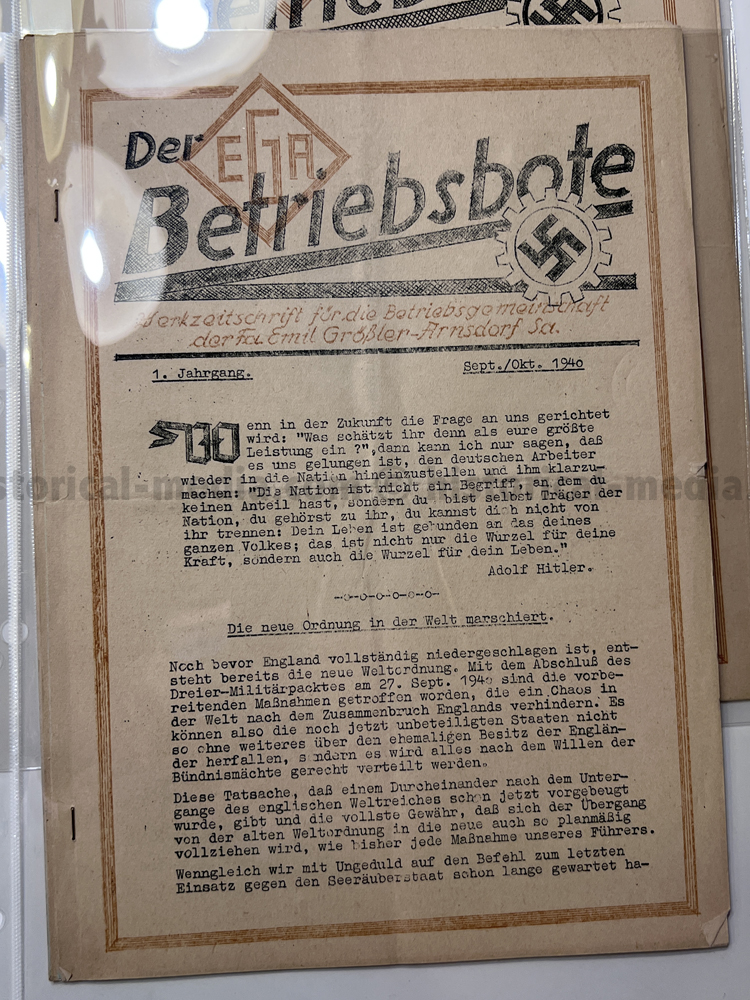 Der EGA
Betriebsbote
Werkzeitschrift für die Betriebsgemeinschaft
der Fa. Emil Größler-Arnsdorf Sa.
1. Jahrgang.
Sept./Okt. 1940
Wenn in der Zukunft die Frage an uns gerichtet
wird: "Was schätzt ihr denn als eure größte
Leistung ein ?", dann kann ich nur sagen, daß
es uns gelungen ist, den deutschen Arbeiter
wieder in die Nation hineinzustellen und ihm klarzu-
machen: "Die Nation ist nicht ein Begriff, an dem du
keinen Anteil hast, sondern du bist selbst Träger der
Nation, du gehörst zu ihr, du kannst dich nicht von
ihr trennen: Dein Leben ist gebunden an das deines
ganzen Volkes; das ist nicht nur die Wurzel für deine
Kraft, sondern auch die Wurzel für dein Leben."
Adolf Hitler.
-o-o-o-o-o-o-
Die neue Ordnung in der Welt marschiert.
Noch bevor England vollständig niedergeschlagen ist, ent-
steht bereits die neue Weltordnung. Mit dem Abschluß des
Dreier-Militärpacktes am 27. Sept. 1940 sind die vorbe-
reitenden Maßnahmen getroffen worden, die ein Chaos in
der Welt nach dem Zusammenbruch Englands verhindern. Es
können also die noch jetzt unbeteiligten Staaten nicht
so ohne weiteres über den ehemaligen Besitz der Englän-
der herfallen, sondern es wird alles nach dem Willen der
Bündnismächte gerecht verteilt werden.
Diese Tatsache, daß einem Durcheinander nach dem Unter-
gange des englischen Weltreiches schon jetzt vorgebeugt
wurde, gibt und die vollste Gewähr, daß sich der Übergang
von der alten Weltordnung in die neue auch so planmäßig
vollziehen wird, wie bisher jede Maßnahme unseres Führers.
Wenngleich wir mit Ungeduld auf den Befehl zum letzten
Einsatz gegen den Seeräuberstaat schon lange gewartet ha-